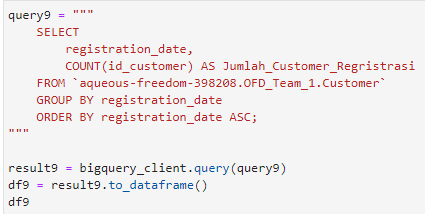 query9 = """
    SELECT
        registration_date,
        COUNT(id_customer) AS Jumlah_Customer_Regristrasi
    FROM `aqueous-freedom-398208.OFD_Team_1.Customer`
    GROUP BY registration_date
    ORDER BY registration_date ASC;
"""

result9 = bigquery_client.query(query9)
df9 = result9.to_dataframe()
df9